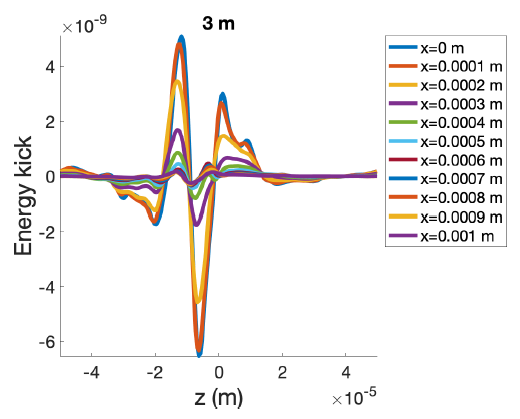 ×10⁻⁹
3 m
6
4
2
0
-2
-4
-6
Energy kick
-4
-2
0
2
4
z (m)
×10⁻⁵
x=0 m
x=0.0001 m
x=0.0002 m
x=0.0003 m
x=0.0004 m
x=0.0005 m
x=0.0006 m
x=0.0007 m
x=0.0008 m
x=0.0009 m
x=0.001 m